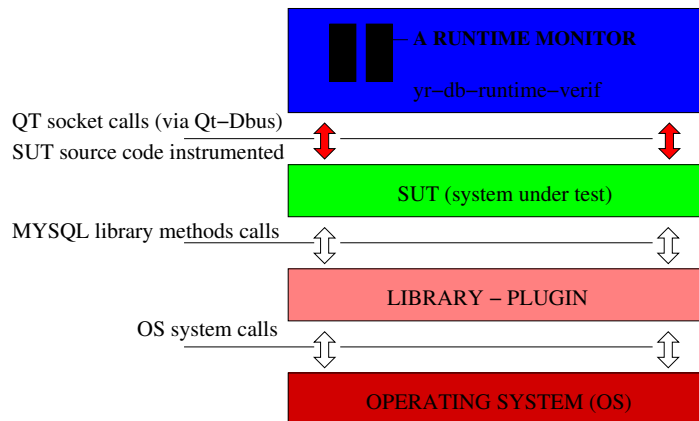 A RUNTIME MONITOR
yr−db−runtime−verif
QT socket calls (via Qt−Dbus)
SUT source code instrumented
SUT (system under test)
MYSQL library methods calls
LIBRARY − PLUGIN
OS system calls
OPERATING SYSTEM (OS)